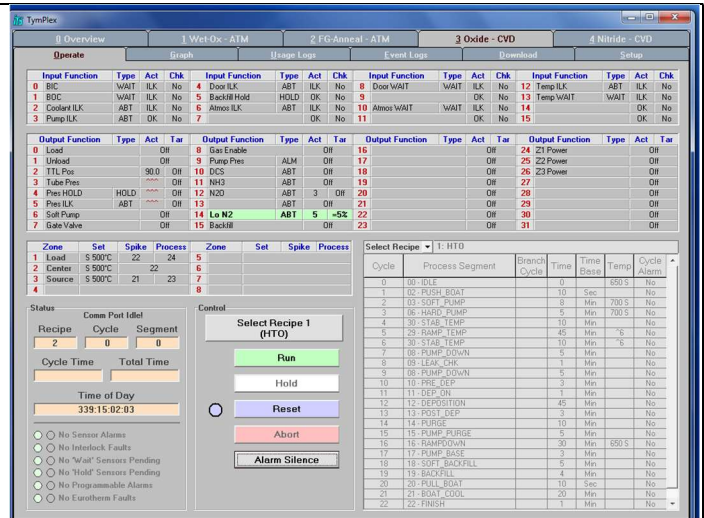 TymPlex
0 Overview 1 Wet-Ox - ATM 2 FG-Anneal - ATM 3 Oxide - CVD 4 Nitride - CVD
Operate Graph Usage Logs Event Logs Download Setup
Input Function Type Act Chk Input Function Type Act Chk Input Function Type Act Chk Input Function Type Act Chk
0 BIC WAIT ILK No 4 Door ILK ABT ILK No 8 Door WAIT WAIT ILK No 12 Temp ILK ABT ILK No
1 BOC WAIT ILK No 5 Backfill Hold HOLD OK No 9 OK No 13 Temp WAIT WAIT ILK No
2 Coolant ILK ABT ILK No 6 Atmos ILK ABT ILK No 10 Atmos WAIT WAIT ILK No 14 OK No
3 Pump ILK ABT OK No 7 OK No 11 OK No 15 OK No
Output Function Type Act Tar Output Function Type Act Tar Output Function Type Act Tar Output Function Type Act Tar
0 Load Off 8 Gas Enable Off 16 Off 24 Z1 Power Off
1 Unload Off 9 Pump Pres ALM Off 17 Off 25 Z2 Power Off
2 TTL Pos 90.0 Off 10 DCS ABT Off 18 Off 26 Z3 Power Off
3 Tube Pres ^^^ Off 11 NH3 ABT Off 19 Off 27 Off
4 Pres HOLD HOLD ^^^ Off 12 N20 ABT 3 Off 20 Off 28 Off
5 Pres ILK ABT ^^^ Off 13 Off 21 Off 29 Off
6 Soft Pump Off 14 Lo N2 ABT 5 =5% 22 Off 30 Off
7 Gate Valve Off 15 Backfill Off 23 Off 31 Off
Zone Set Spike Process Zone Set Spike Process
1 Load S 500°C 22 24 5
2 Center S 500°C 22 6
3 Source S 500°C 21 23 7
4 8
Status
Comm Port Idle!
Recipe Cycle Segment
2 0 0
Cycle Time Total Time
Time of Day
339:15:02:03
No Sensor Alarms
No Interlock Faults
No 'Wait' Sensors Pending
No 'Hold' Sensors Pending
No Programmable Alarms
No Eurotherm Faults
Control
Select Recipe 1
(HTO)
Run
Hold
Reset
Abort
Alarm Silence
Select Recipe 1: HTO
Cycle Process Segment Branch Cycle Time Time Base Temp Cycle Alarm
0 00 - IDLE 0 650 S No
1 02 - PUSH_BOAT 10 Sec No
2 03 - SOFT_PUMP 8 Min 700 S No
3 06 - HARD_PUMP 5 Min 700 S No
4 30 - STAB_TEMP 10 Min No
5 29 - RAMP_TEMP 45 Min ~6 No
6 30 - STAB_TEMP 10 Min ~6 No
7 08 - PUMP_DOWN 5 Min No
8 09 - LEAK_CHK 1 Min No
9 08 - PUMP_DOWN 5 Min No
10 10 - PRE_DEP 3 Min No
11 11 - DEP_ON 1 Min No
12 12 - DEPOSITION 45 Min No
13 13 - POST_DEP 3 Min No
14 14 - PURGE 10 Min No
15 15 - PUMP_PURGE 5 Min No
16 16 - RAMPDOWN 30 Min 650 S No
17 17 - PUMP_BASE 3 Min No
18 18 - SOFT_BACKFILL 5 Min No
19 19 - BACKFILL 4 Min No
20 20 - PULL_BOAT 10 Sec No
21 21 - BOAT_COOL 20 Min No
22 22 - FINISH 1 Min No